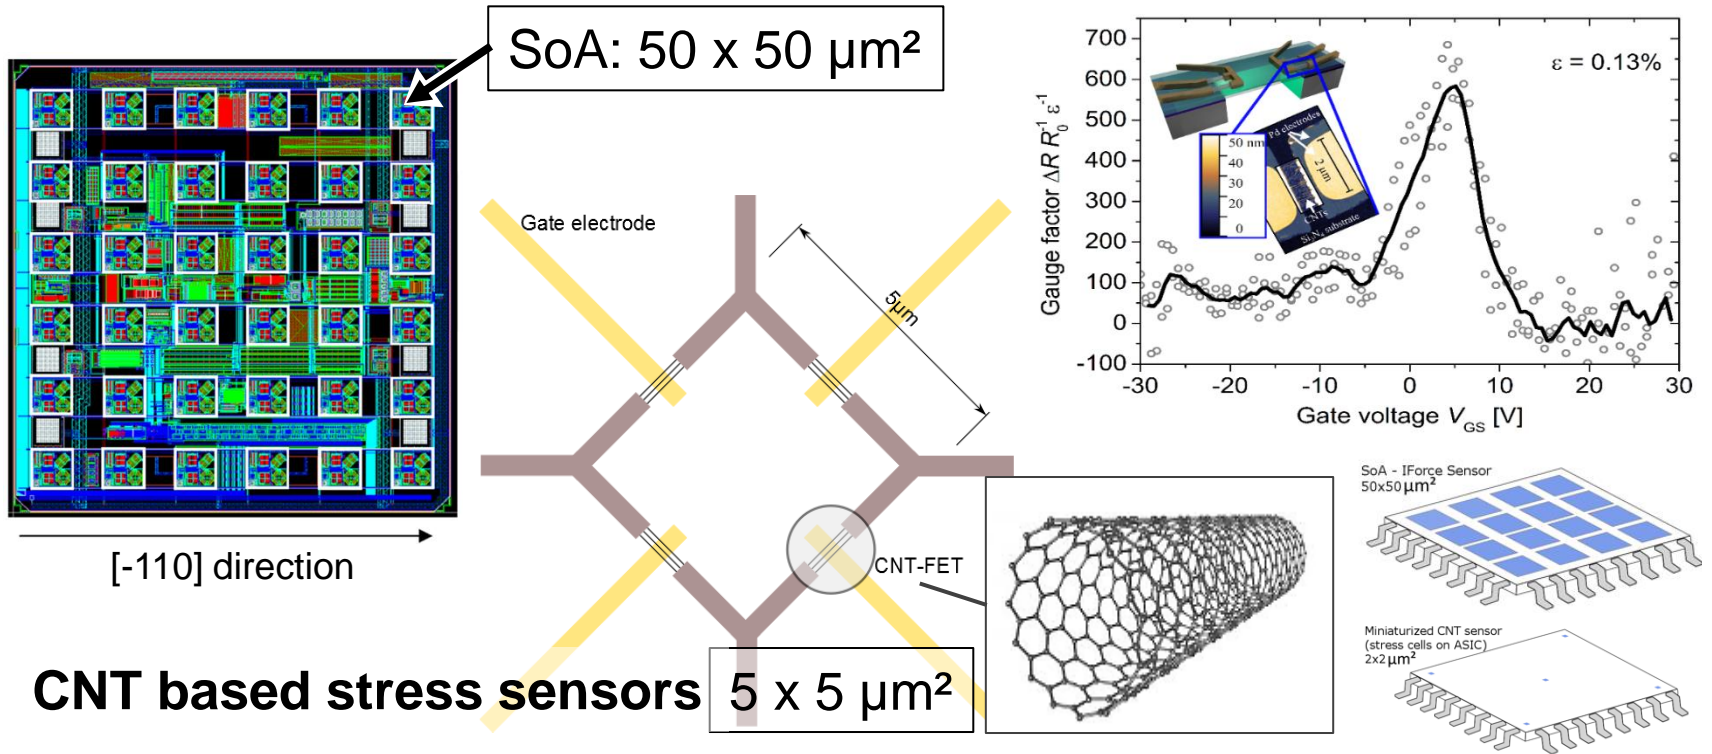 SoA: 50 x 50 µm²
[-110] direction
Gate electrode
5µm
CNT-FET
CNT based stress sensors
5 x 5 µm²
700
600
500
400
300
200
100
0
-100
-30
-20
-10
0
10
20
30
Gauge factor ΔR R₀⁻¹ ε⁻¹
Gate voltage V_GS [V]
ε = 0.13%
Pd electrodes
2 µm
CNTs
Si₃N₄ substrate
50 nm
40
30
20
0
SoA - IForce Sensor
50x50µm²
Miniaturized CNT sensor
(stress cells on ASIC)
2x2µm²